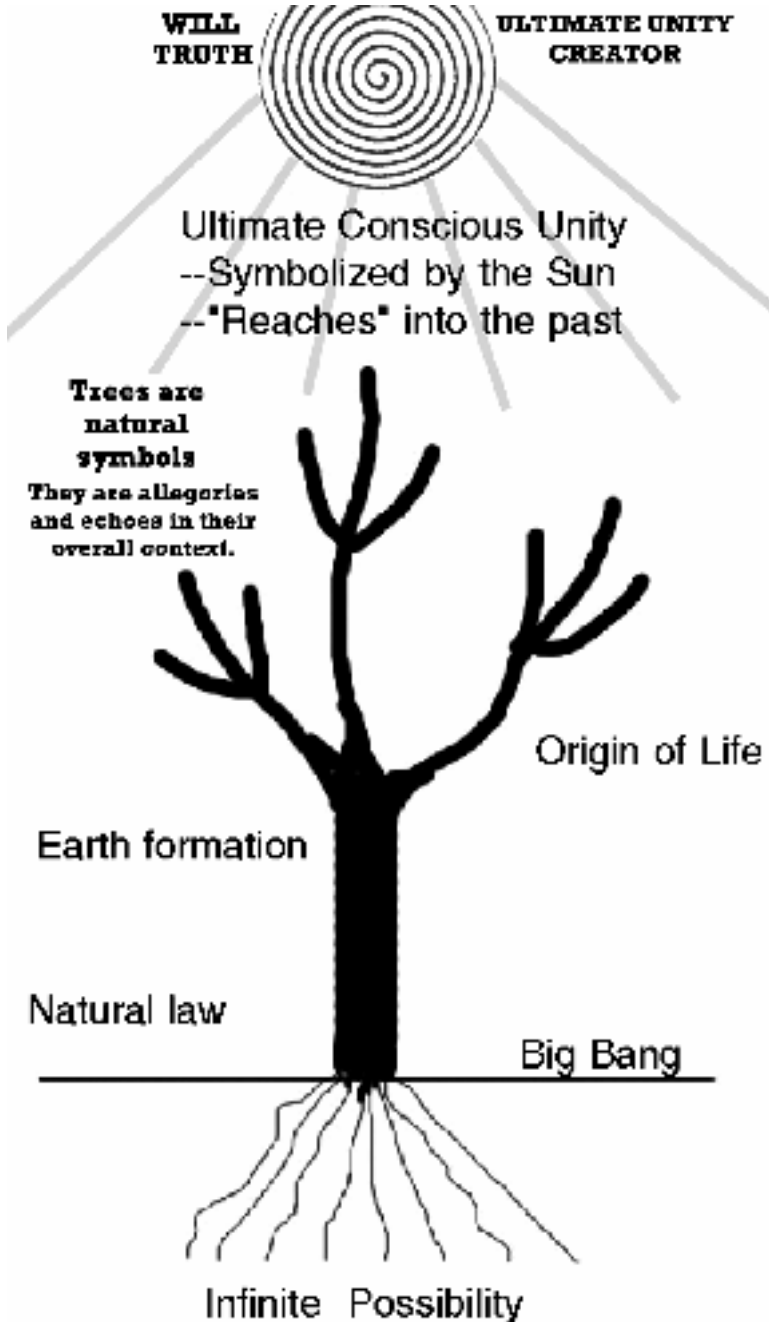 WILL
TRUTH
ULTIMATE UNITY
CREATOR
Ultimate Conscious Unity
--Symbolized by the Sun
--"Reaches" into the past
Trees are
natural
symbols
They are allegories
and echoes in their
overall context.
Origin of Life
Earth formation
Natural law
Big Bang
Infinite Possibility